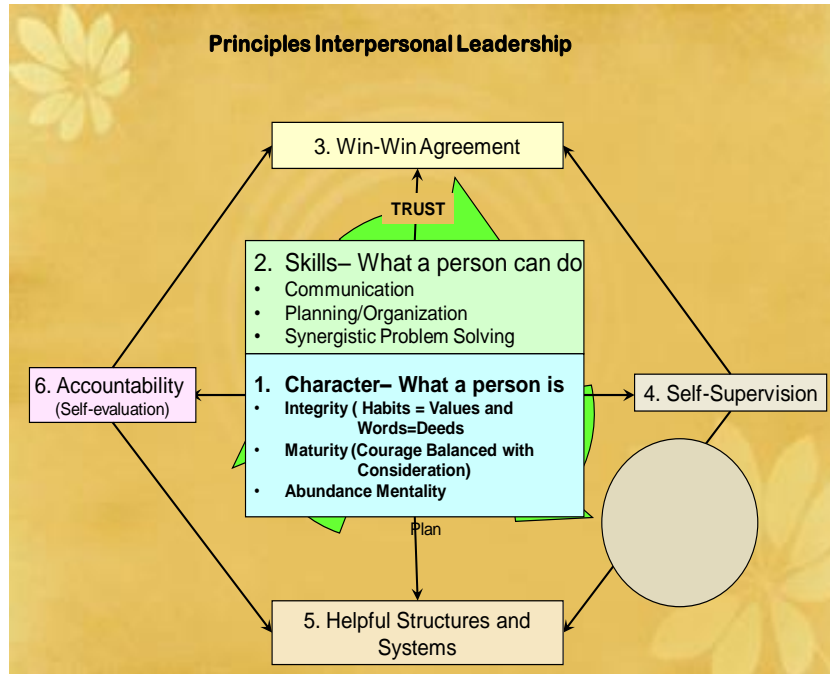 Principles Interpersonal Leadership
3. Win-Win Agreement
TRUST
2. Skills– What a person can do
• Communication
• Planning/Organization
• Synergistic Problem Solving
6. Accountability
(Self-evaluation)
1. Character– What a person is
• Integrity ( Habits = Values and
Words=Deeds
• Maturity (Courage Balanced with
Consideration)
• Abundance Mentality
4. Self-Supervision
Plan
5. Helpful Structures and
Systems